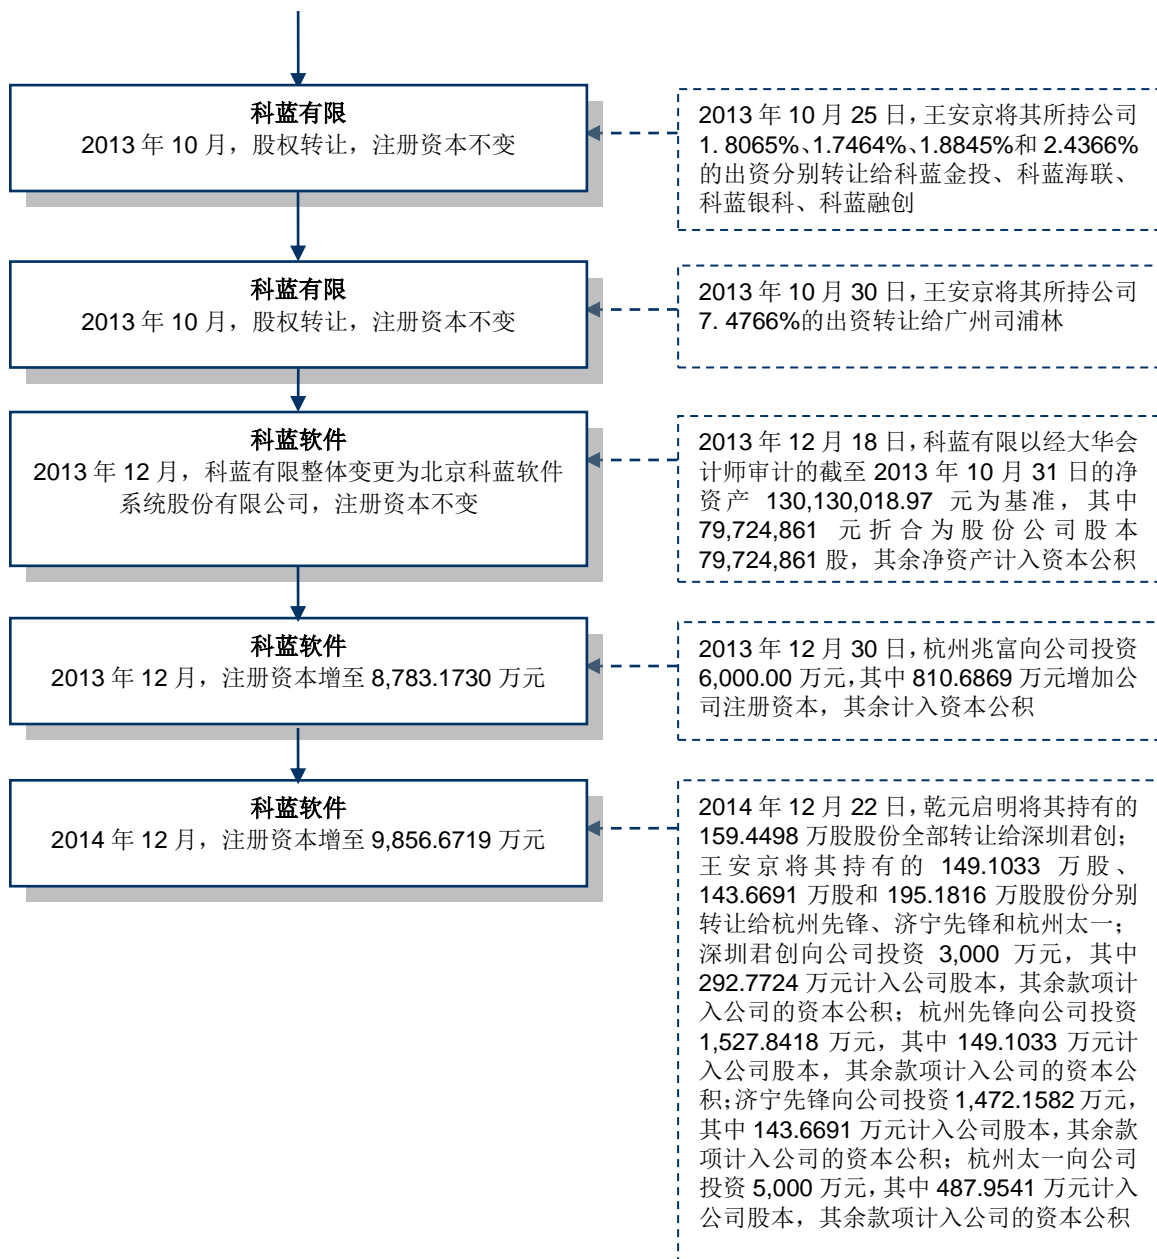 科蓝有限
2013 年 10 月，股权转让，注册资本不变
2013 年 10 月 25 日，王安京将其所持公司
1. 8065%、1.7464%、1.8845%和 2.4366%
的出资分别转让给科蓝金投、科蓝海联、
科蓝银科、科蓝融创
科蓝有限
2013 年 10 月，股权转让，注册资本不变
2013 年 10 月 30 日，王安京将其所持公司
7. 4766%的出资转让给广州司浦林
科蓝软件
2013 年 12 月，科蓝有限整体变更为北京科蓝软件
系统股份有限公司，注册资本不变
2013 年 12 月 18 日，科蓝有限以经大华会
计师审计的截至 2013 年 10 月 31 日的净
资产 130,130,018.97 元为基准，其中
79,724,861 元折合为股份公司股本
79,724,861 股，其余净资产计入资本公积
科蓝软件
2013 年 12 月，注册资本增至 8,783.1730 万元
2013 年 12 月 30 日，杭州兆富向公司投资
6,000.00 万元，其中 810.6869 万元增加公
司注册资本，其余计入资本公积
科蓝软件
2014 年 12 月，注册资本增至 9,856.6719 万元
2014 年 12 月 22 日，乾元启明将其持有的
159.4498 万股股份全部转让给深圳君创；
王安京将其持有的 149.1033 万股、
143.6691 万股和 195.1816 万股股份分别
转让给杭州先锋、济宁先锋和杭州太一；
深圳君创向公司投资 3,000 万元，其中
292.7724 万元计入公司股本，其余款项计
入公司的资本公积；杭州先锋向公司投资
1,527.8418 万元，其中 149.1033 万元计
入公司股本，其余款项计入公司的资本公
积；济宁先锋向公司投资 1,472.1582 万元，
其中 143.6691 万元计入公司股本，其余款
项计入公司的资本公积；杭州太一向公司
投资 5,000 万元，其中 487.9541 万元计入
公司股本，其余款项计入公司的资本公积